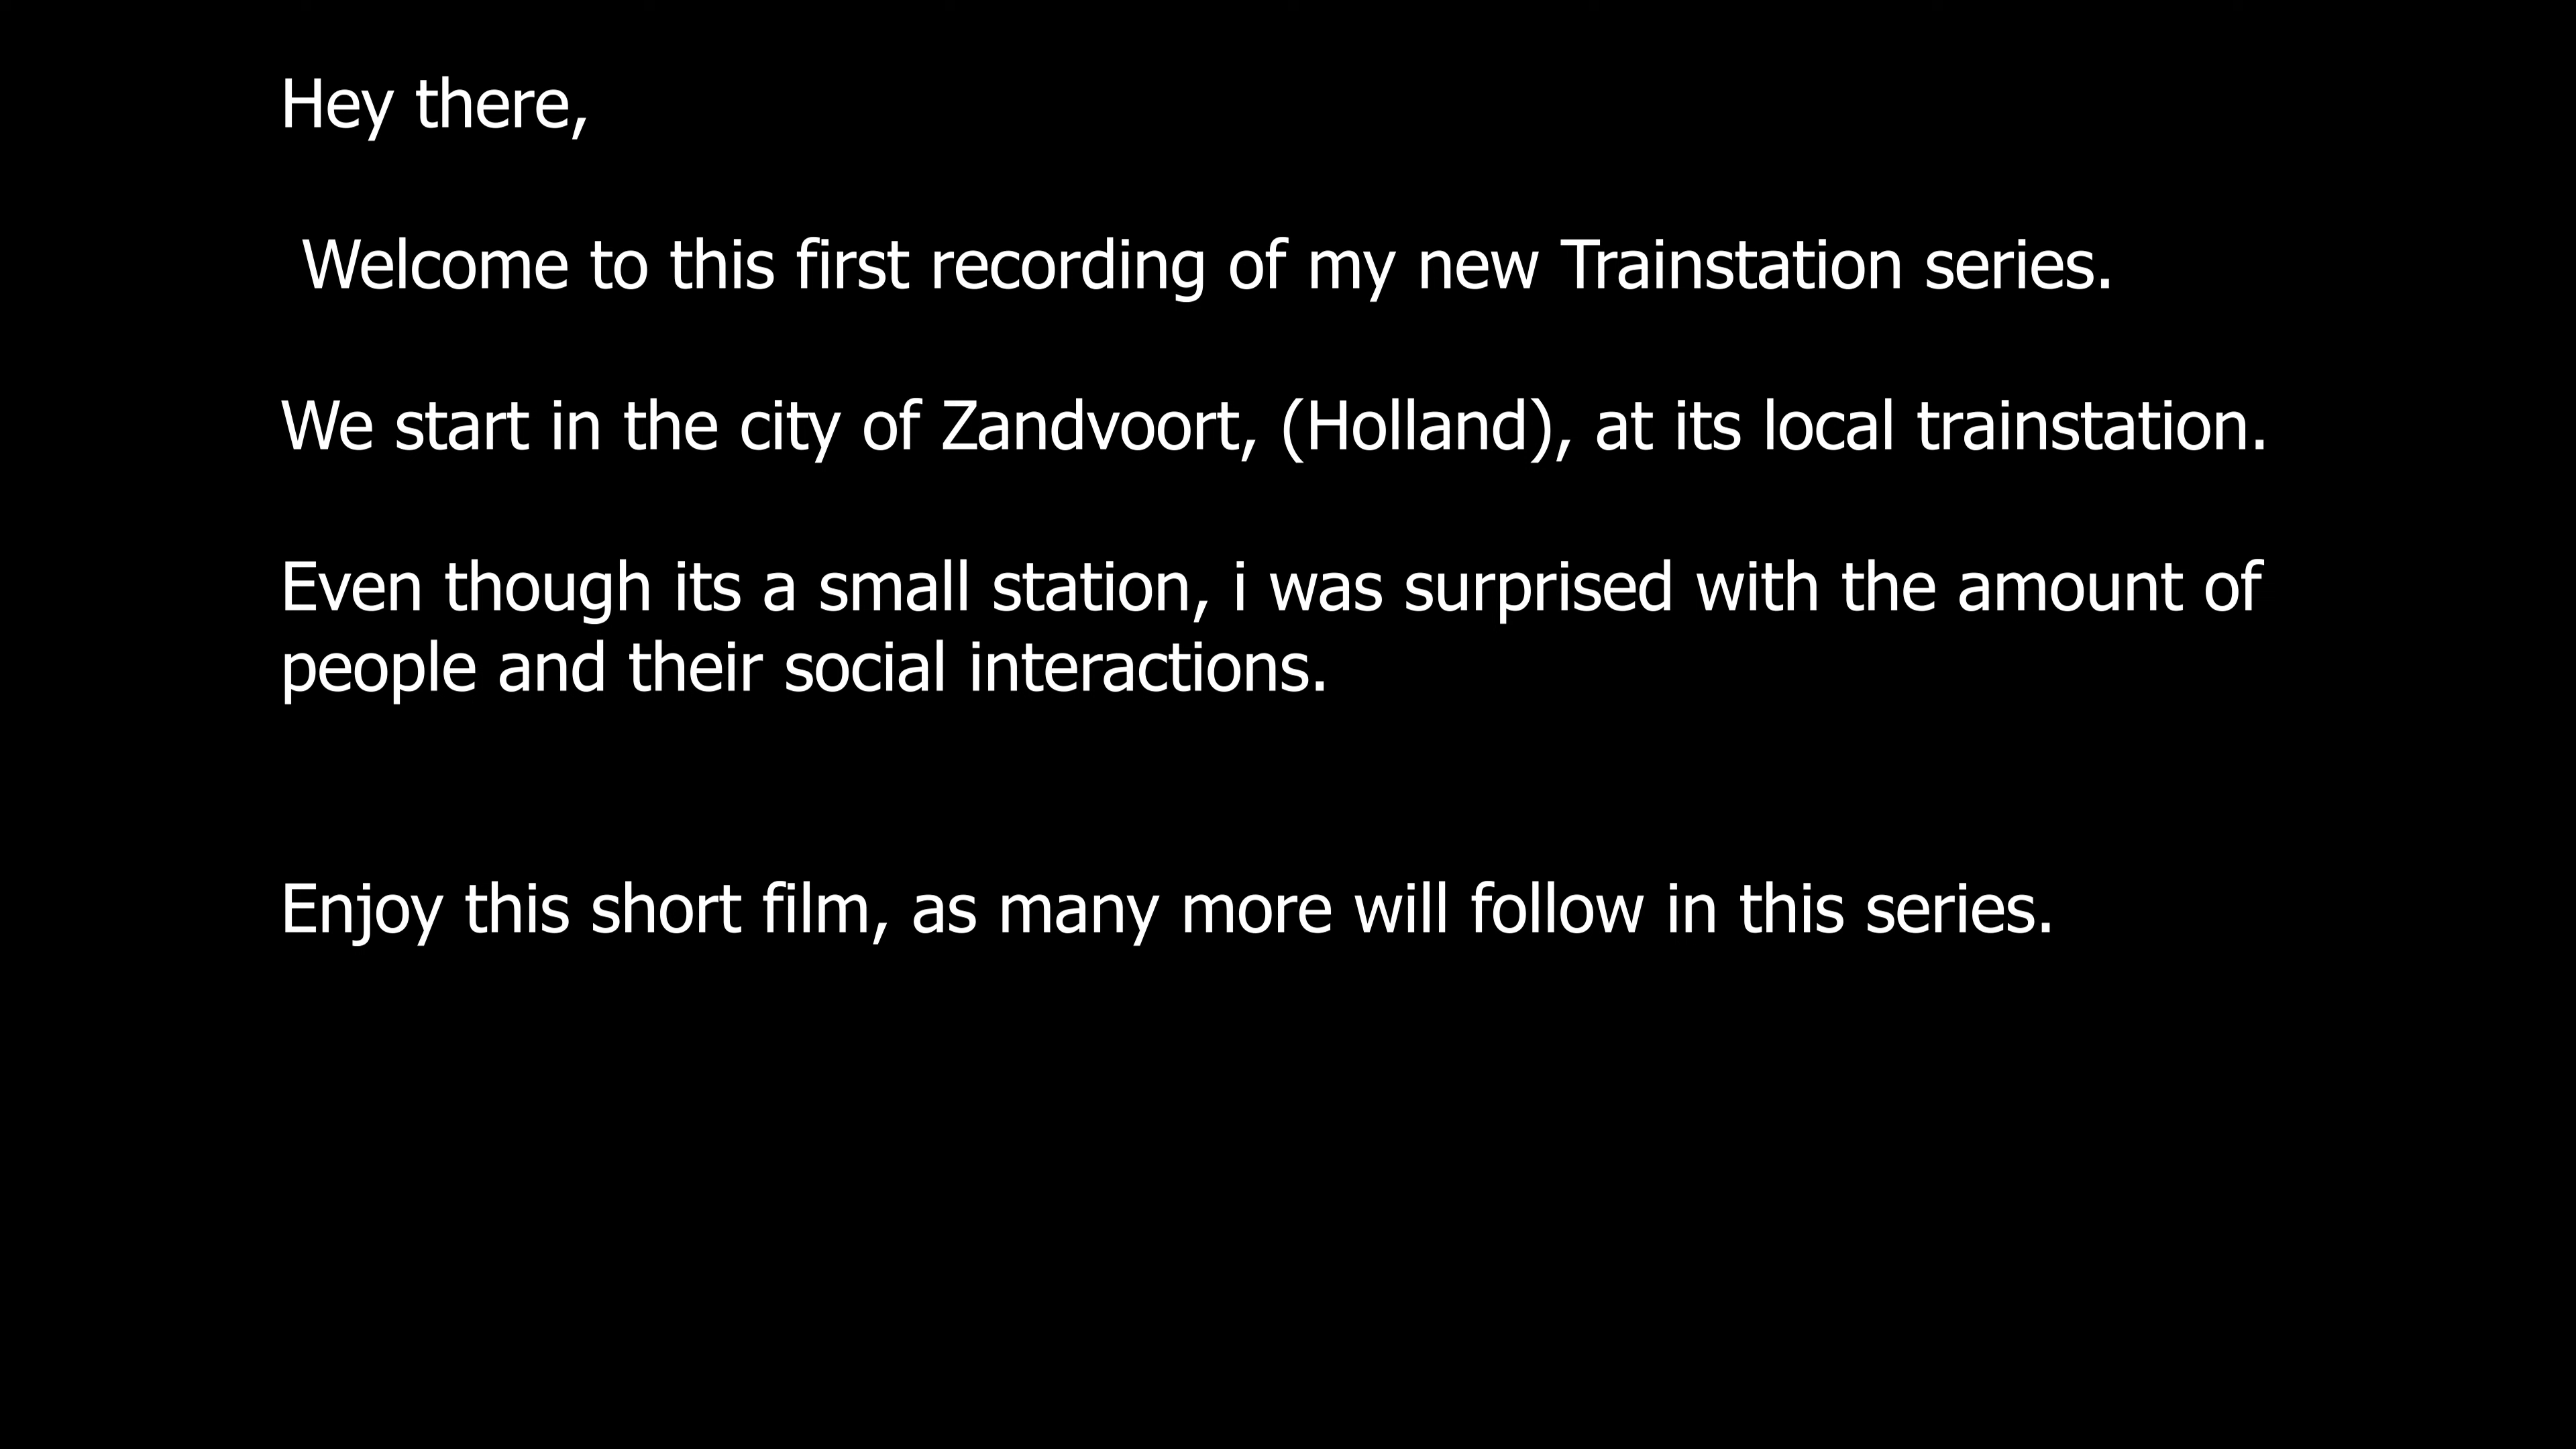 Hey there,
Welcome to this first recording of my new Trainstation series.
We start in the city of Zandvoort, (Holland), at its local trainstation.
Even though its a small station, i was surprised with the amount of
people and their social interactions.
Enjoy this short film, as many more will follow in this series.